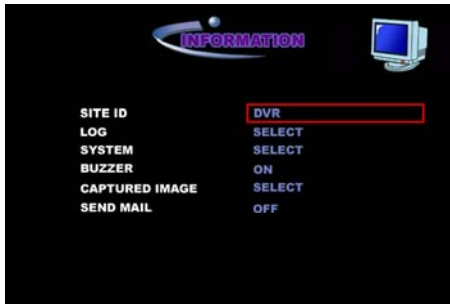 INFORMATION
SITE ID DVR
LOG SELECT
SYSTEM SELECT
BUZZER ON
CAPTURED IMAGE SELECT
SEND MAIL OFF